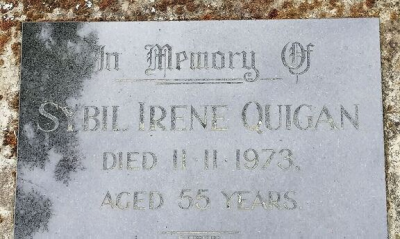 In Memory Of
SYBIL IRENE QUIGAN
DIED 11·11·1973.
AGED 55 YEARS